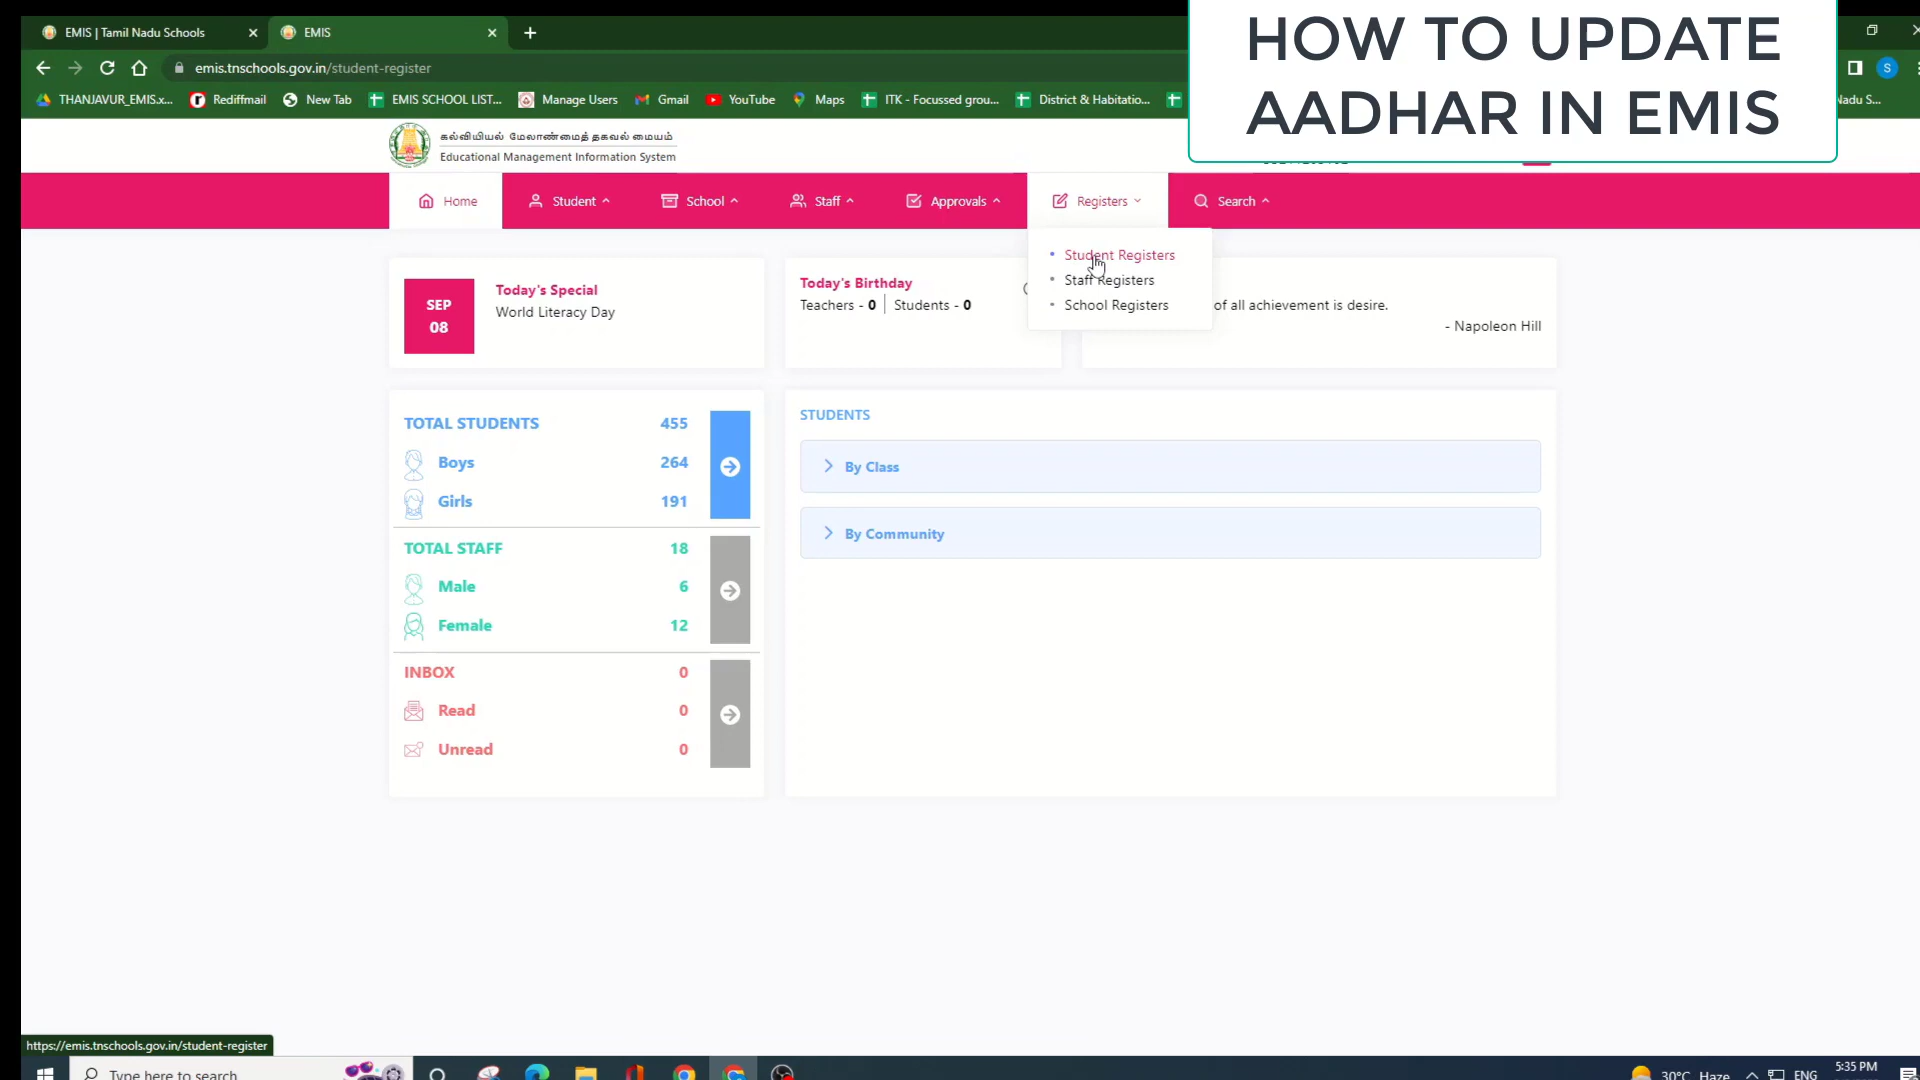 EMIS | Tamil Nadu Schools
EMIS
HOW TO UPDATE
AADHAR IN EMIS
emis.tnschools.gov.in/student-register
S
THANJAVUR_EMIS.x...
Rediffmail
New Tab
EMIS SCHOOL LIST...
Manage Users
Gmail
YouTube
Maps
ITK - Focussed grou...
District & Habitatio...
Nadu S...
கல்வியியல் மேலாண்மைத் தகவல் மையம்
Educational Management Information System
Home
Student
School
Staff
Approvals
Registers
Search
Student Registers
Staff Registers
School Registers
SEP
08
Today's Special
World Literacy Day
Today's Birthday
Teachers - 0 | Students - 0
of all achievement is desire.
- Napoleon Hill
TOTAL STUDENTS 455
Boys 264
Girls 191
TOTAL STAFF 18
Male 6
Female 12
INBOX 0
Read 0
Unread 0
STUDENTS
By Class
By Community
https://emis.tnschools.gov.in/student-register
Type here to search
30°C Haze
ENG
5:35 PM